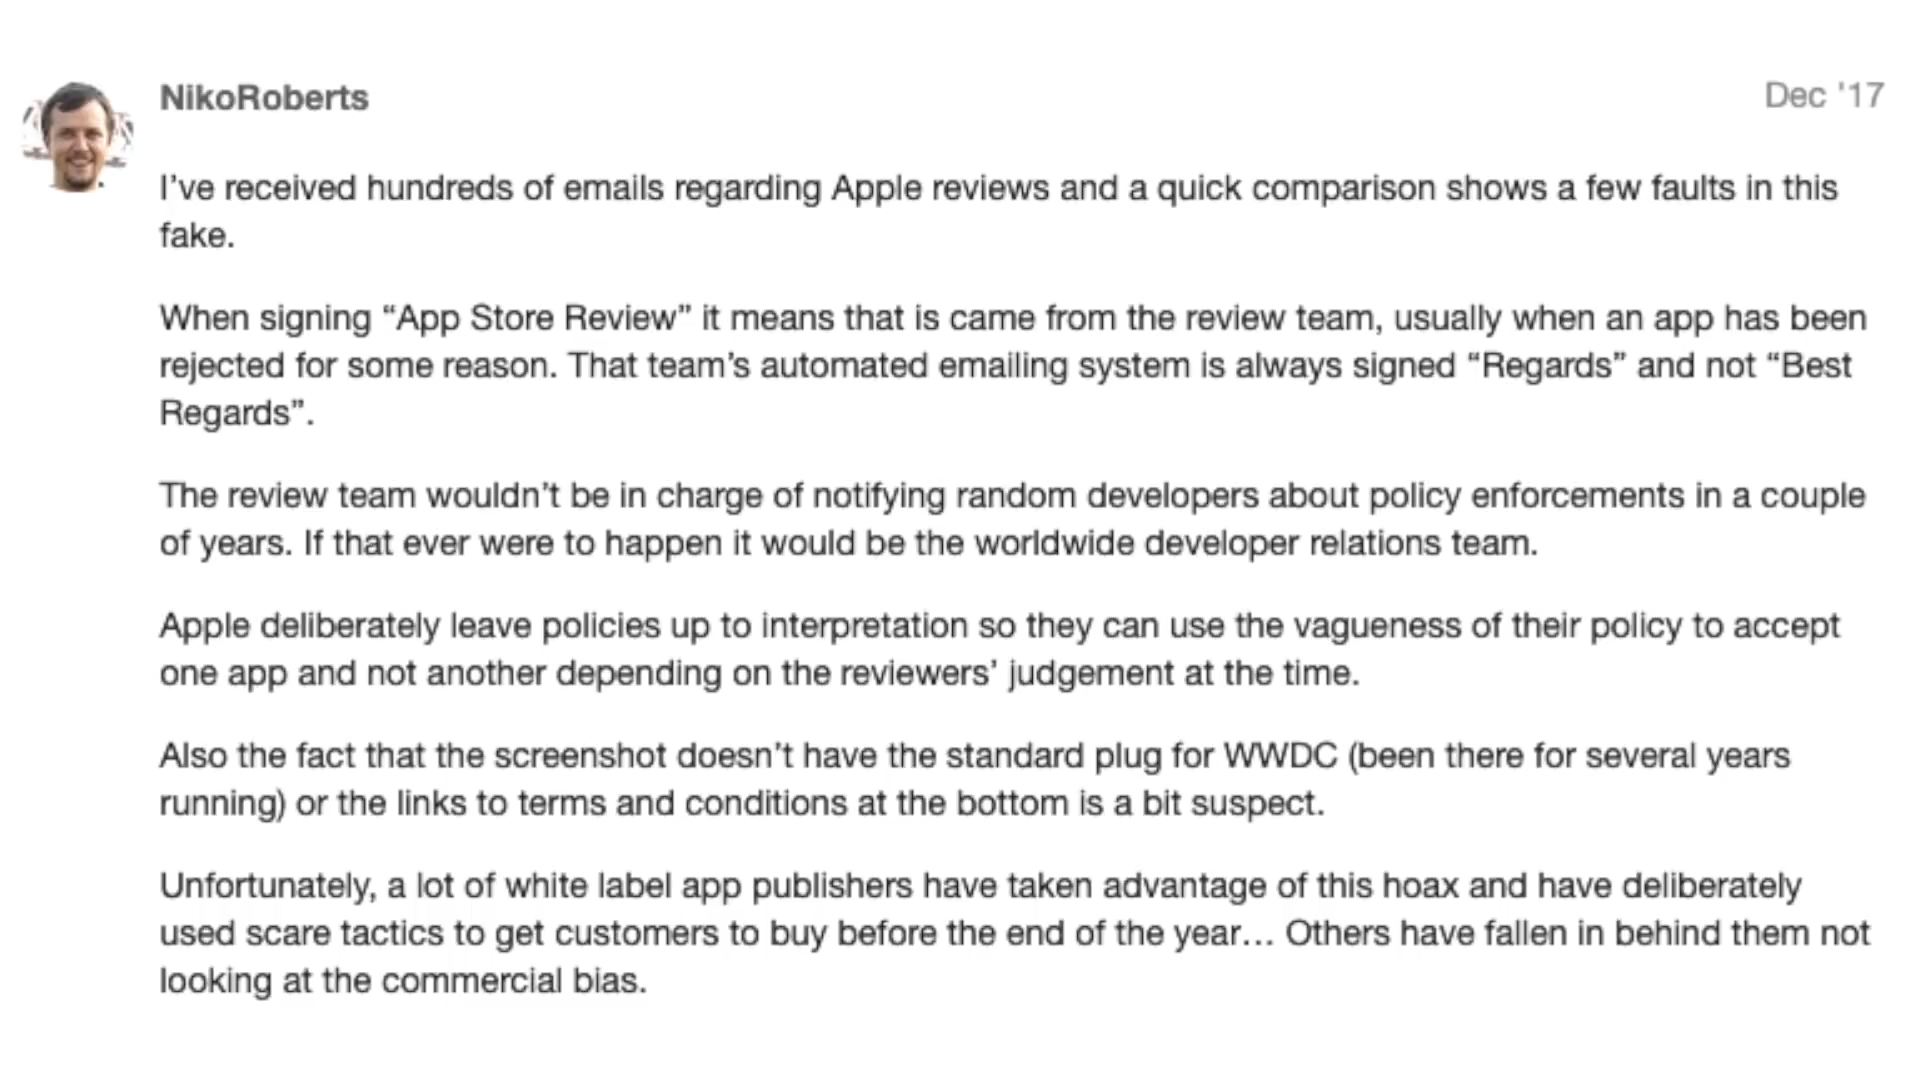 NikoRoberts
Dec '17
I’ve received hundreds of emails regarding Apple reviews and a quick comparison shows a few faults in this
fake.
When signing “App Store Review” it means that is came from the review team, usually when an app has been
rejected for some reason. That team’s automated emailing system is always signed “Regards” and not “Best
Regards”.
The review team wouldn’t be in charge of notifying random developers about policy enforcements in a couple
of years. If that ever were to happen it would be the worldwide developer relations team.
Apple deliberately leave policies up to interpretation so they can use the vagueness of their policy to accept
one app and not another depending on the reviewers’ judgement at the time.
Also the fact that the screenshot doesn’t have the standard plug for WWDC (been there for several years
running) or the links to terms and conditions at the bottom is a bit suspect.
Unfortunately, a lot of white label app publishers have taken advantage of this hoax and have deliberately
used scare tactics to get customers to buy before the end of the year… Others have fallen in behind them not
looking at the commercial bias.